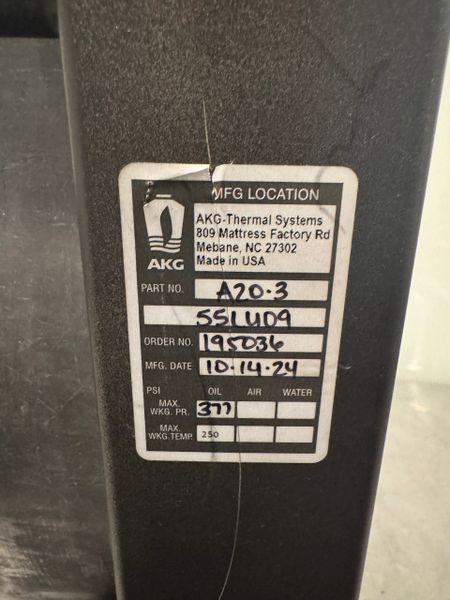 MFG LOCATION
AKG-Thermal Systems
809 Mattress Factory Rd
Mebane, NC 27302
Made in USA
AKG
PART NO. A20-3
5SLU09
ORDER NO. 195036
MFG. DATE 10-14-24
PSI OIL AIR WATER
MAX. WKG. PR. 377
MAX. WKG.TEMP. 250